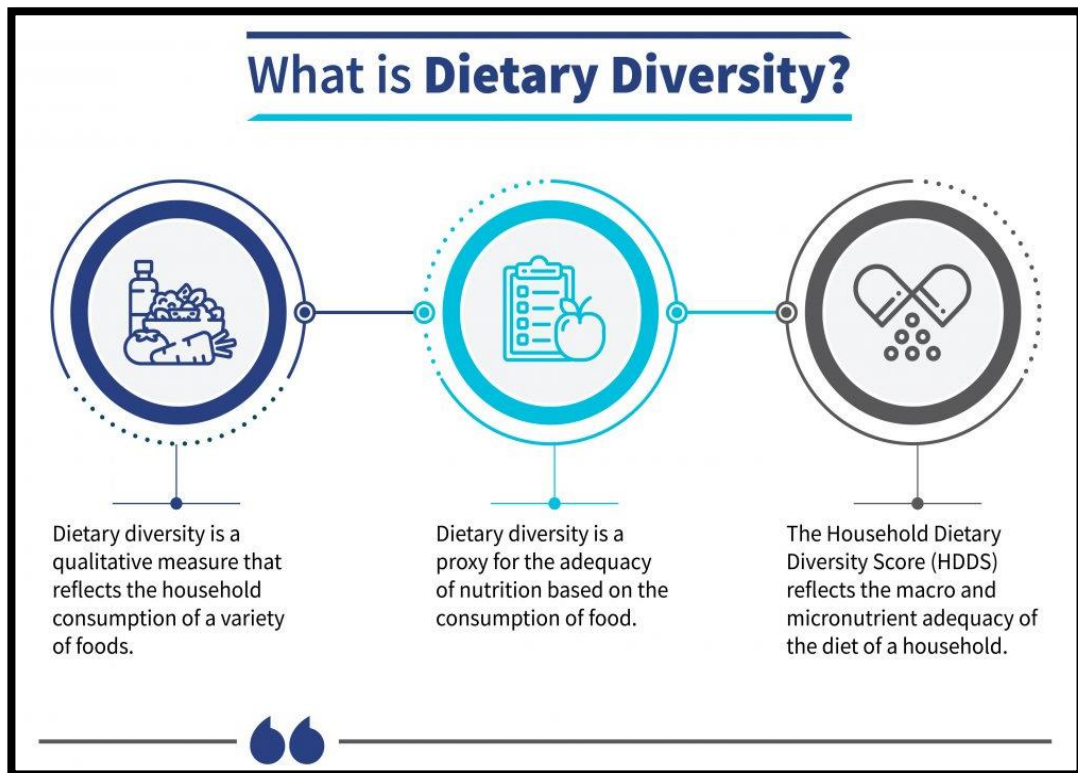 What is Dietary Diversity?
Dietary diversity is a
qualitative measure that
reflects the household
consumption of a variety
of foods.
Dietary diversity is a
proxy for the adequacy
of nutrition based on the
consumption of food.
The Household Dietary
Diversity Score (HDDS)
reflects the macro and
micronutrient adequacy of
the diet of a household.